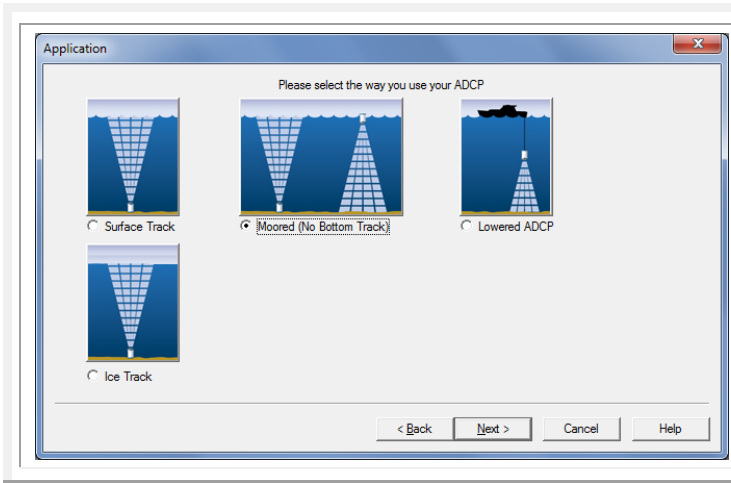 Application
Please select the way you use your ADCP
Surface Track
Moored (No Bottom Track)
Lowered ADCP
Ice Track
< Back
Next >
Cancel
Help